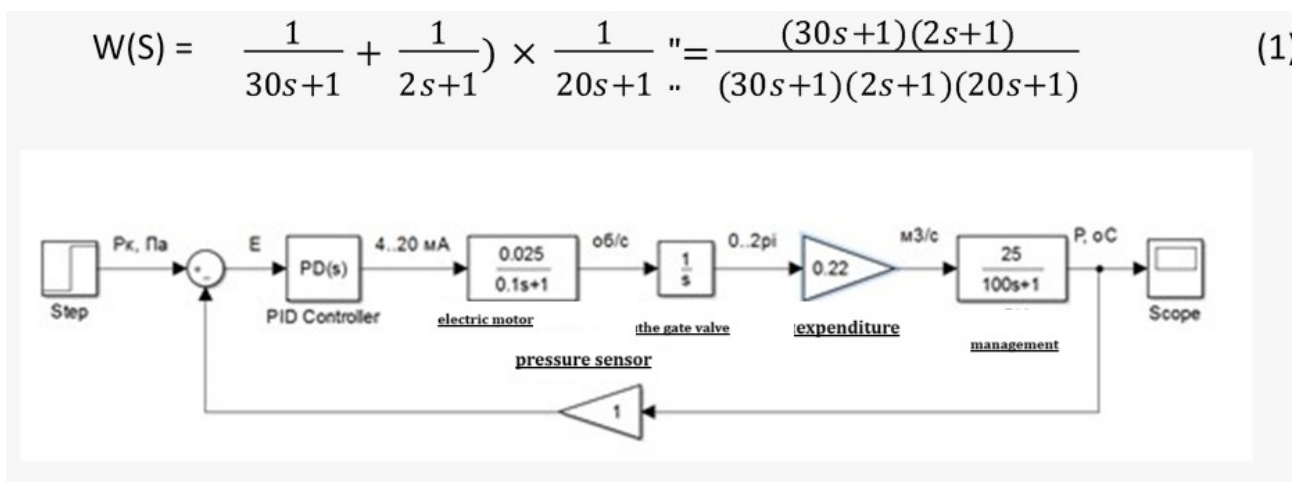 W(S) = 1/(30s+1) + 1/(2s+1)) × 1/(20s+1) "..= (30s+1)(2s+1)/((30s+1)(2s+1)(20s+1)) (1)
Рк, Па E 4..20 мА об/с 0..2pi м3/с P, oC
+ -
PD(s) 0.025/(0.1s+1) 1/s 0.22 25/(100s+1)
Step PID Controller electric motor the gate valve expenditure management Scope
pressure sensor
1